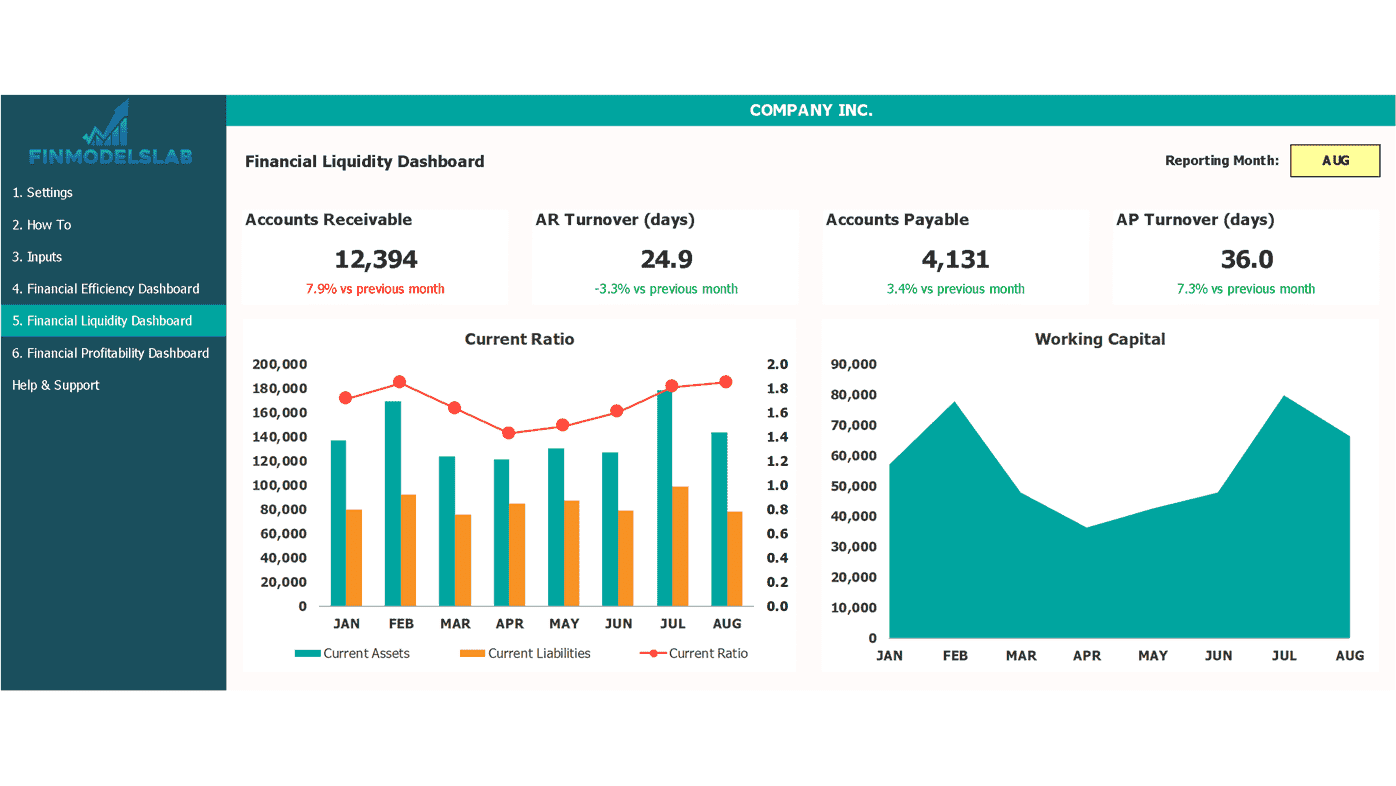 FINMODELSLAB
1. Settings
2. How To
3. Inputs
4. Financial Efficiency Dashboard
5. Financial Liquidity Dashboard
6. Financial Profitability Dashboard
Help & Support
COMPANY INC.
Financial Liquidity Dashboard
Reporting Month: AUG
Accounts Receivable
12,394
7.9% vs previous month
AR Turnover (days)
24.9
-3.3% vs previous month
Accounts Payable
4,131
3.4% vs previous month
AP Turnover (days)
36.0
7.3% vs previous month
Current Ratio
200,000
180,000
160,000
140,000
120,000
100,000
80,000
60,000
40,000
20,000
0
2.0
1.8
1.6
1.4
1.2
1.0
0.8
0.6
0.4
0.2
0.0
JAN FEB MAR APR MAY JUN JUL AUG
Current Assets Current Liabilities Current Ratio
Working Capital
90,000
80,000
70,000
60,000
50,000
40,000
30,000
20,000
10,000
0
JAN FEB MAR APR MAY JUN JUL AUG